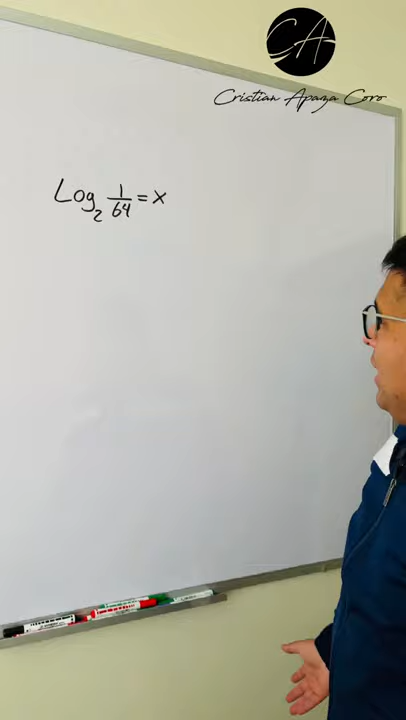 CA
Cristian Apaza Coro
Log₂ 1/64 = x